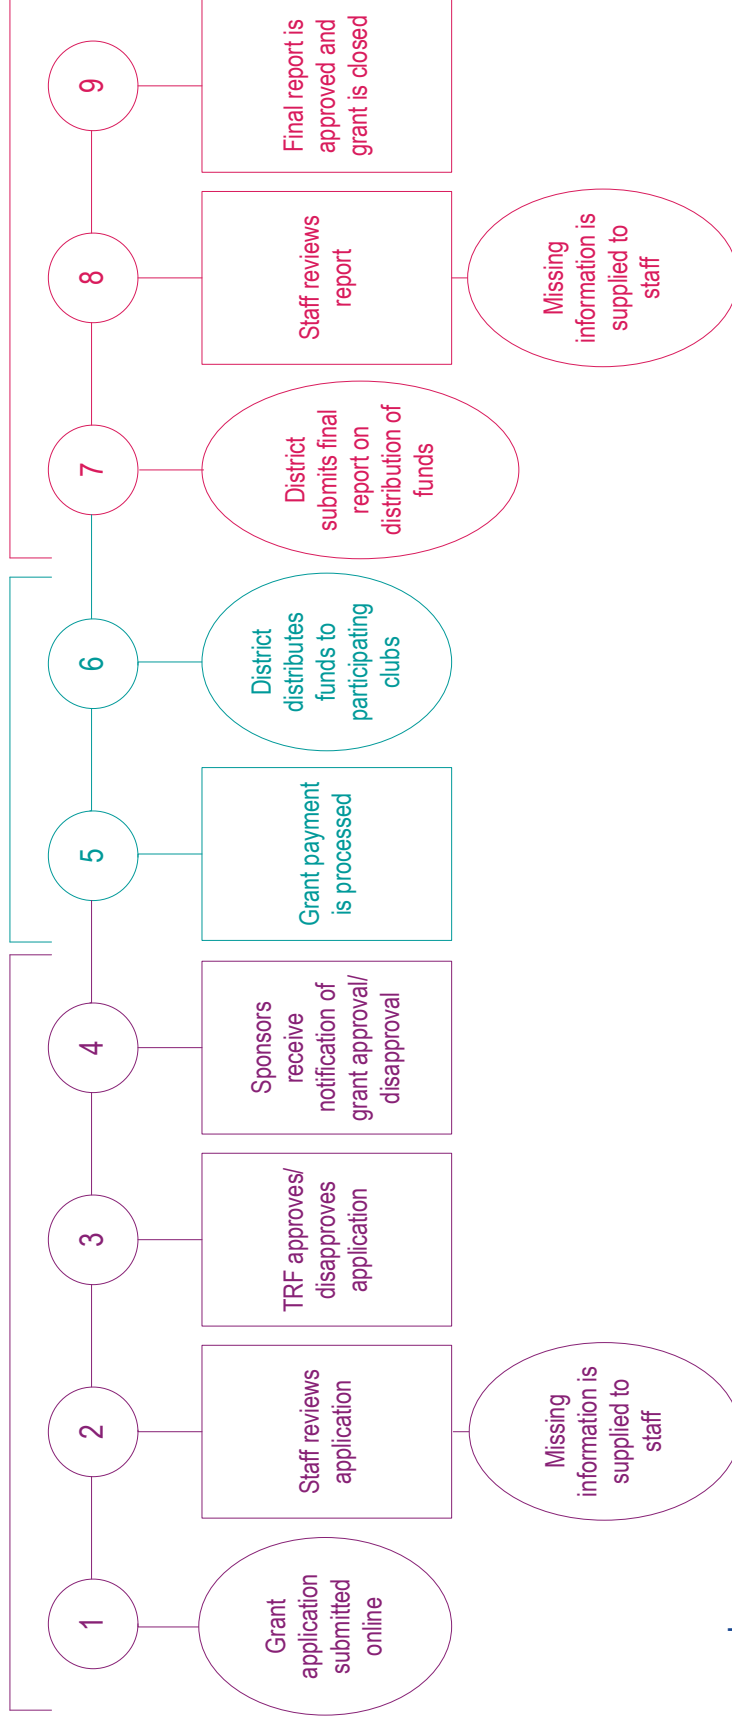 1
Grant
application
submitted
online
2
Staff reviews
application
Missing
information is
supplied to
staff
3
TRF approves/
disapproves
application
4
Sponsors
receive
notification of
grant approval/
disapproval
5
Grant payment
is processed
6
District
distributes
funds to
participating
clubs
7
District
submits final
report on
distribution of
funds
8
Staff reviews
report
Missing
information is
supplied to
staff
9
Final report is
approved and
grant is closed